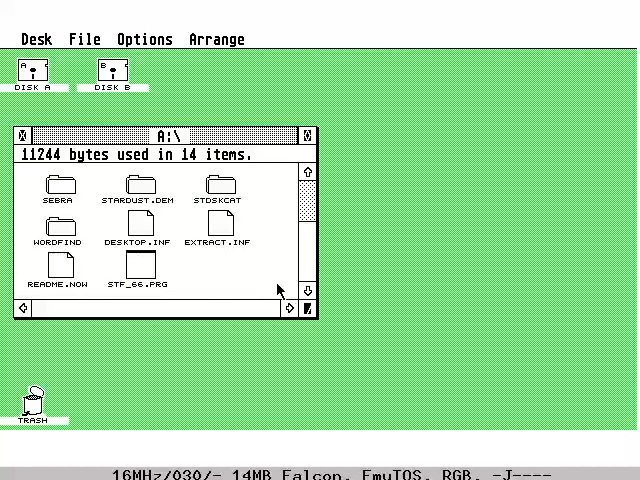 Desk File Options Arrange
A B
DISK A DISK B
A:\
11244 bytes used in 14 items.
SEBRA STARDUST.DEM STDSKCAT
WORDFIND DESKTOP.INF EXTRACT.INF
README.NOW STF_66.PRG
TRASH
16MHz/030/- 14MB Falcon, EmuTOS, RGB, -J----